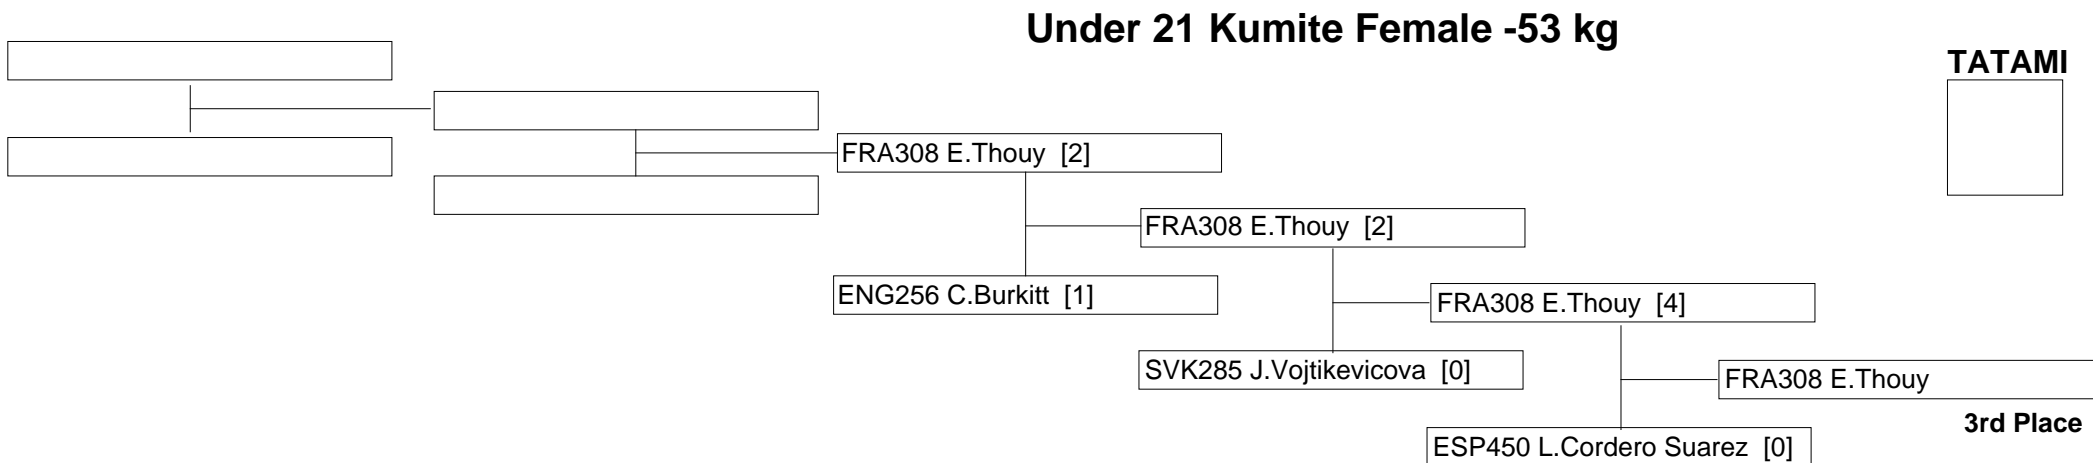 Under 21 Kumite Female -53 kg
TATAMI
FRA308 E.Thouy [2]
FRA308 E.Thouy [2]
ENG256 C.Burkitt [1]
FRA308 E.Thouy [4]
SVK285 J.Vojtikevicova [0]
FRA308 E.Thouy
3rd Place
ESP450 L.Cordero Suarez [0]